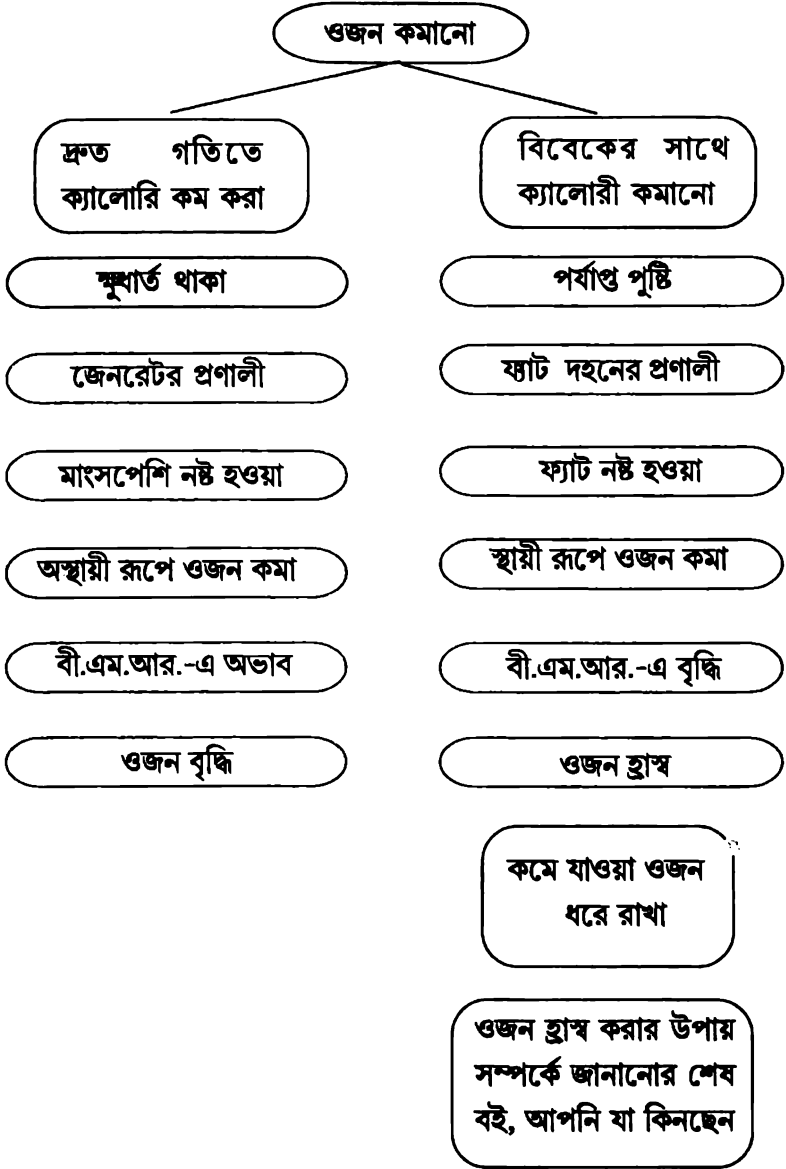 ওজন কমানো
দ্রুত গতিতে
ক্যালোরি কম করা
ক্ষুধার্ত থাকা
জেনরেটর প্রণালী
মাংসপেশি নষ্ট হওয়া
অস্থায়ী রূপে ওজন কমা
বী.এম.আর.-এ অভাব
ওজন বৃদ্ধি
বিবেকের সাথে
ক্যালোরী কমানো
পর্যাপ্ত পুষ্টি
ফ্যাট দহনের প্রণালী
ফ্যাট নষ্ট হওয়া
স্থায়ী রূপে ওজন কমা
বী.এম.আর.-এ বৃদ্ধি
ওজন হ্রাস্ব
কমে যাওয়া ওজন
ধরে রাখা
ওজন হ্রাস্ব করার উপায়
সম্পর্কে জানানোর শেষ
বই, আপনি যা কিনছেন